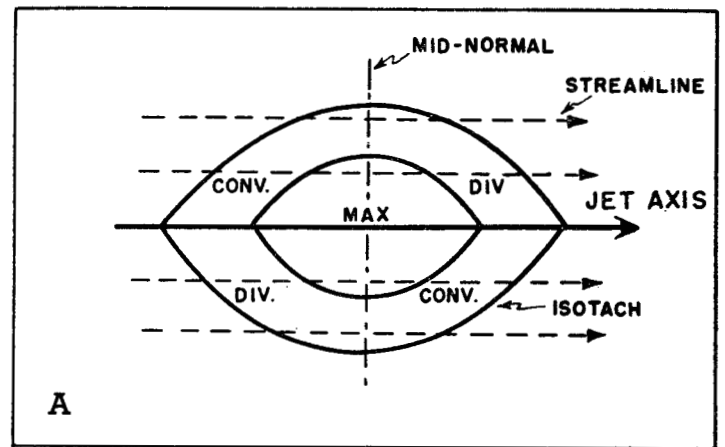 MID-NORMAL
STREAMLINE
CONV.
DIV
JET AXIS
MAX
DIV.
CONV.
ISOTACH
A